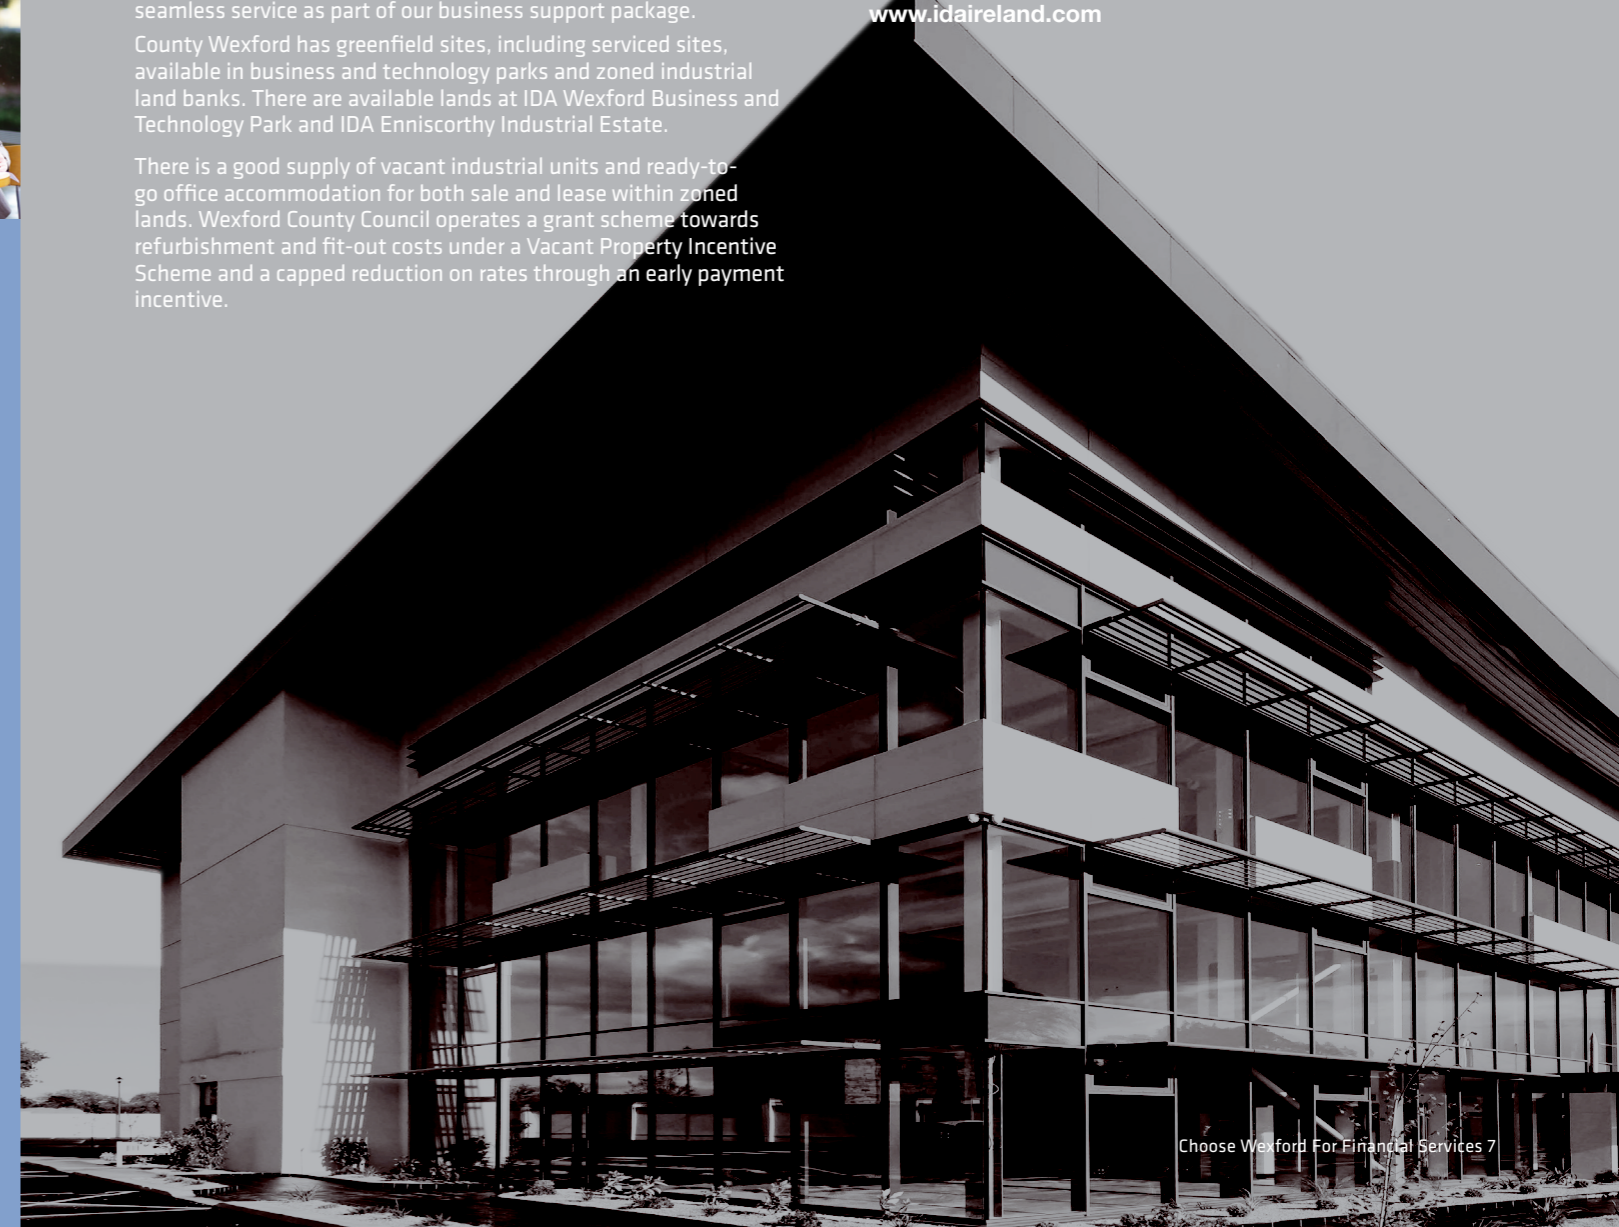 seamless service as part of our business support package.
County Wexford has greenfield sites, including serviced sites,
available in business and technology parks and zoned industrial
land banks. There are available lands at IDA Wexford Business and
Technology Park and IDA Enniscorthy Industrial Estate.
There is a good supply of vacant industrial units and ready-to-
go office accommodation for both sale and lease within zoned
lands. Wexford County Council operates a grant scheme towards
refurbishment and fit-out costs under a Vacant Property Incentive
Scheme and a capped reduction on rates through an early payment
incentive.
www.idaireland.com
Choose Wexford For Financial Services 7